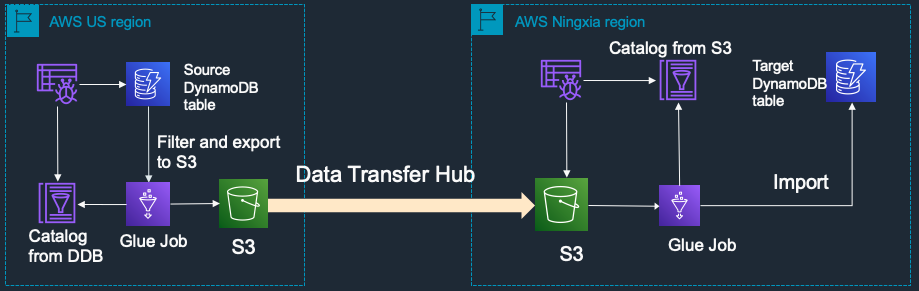 AWS US region
Source
DynamoDB
table
Filter and export
to S3
Catalog
from DDB
Glue Job
S3
Data Transfer Hub
AWS Ningxia region
Catalog from S3
Target
DynamoDB
table
Import
S3
Glue Job